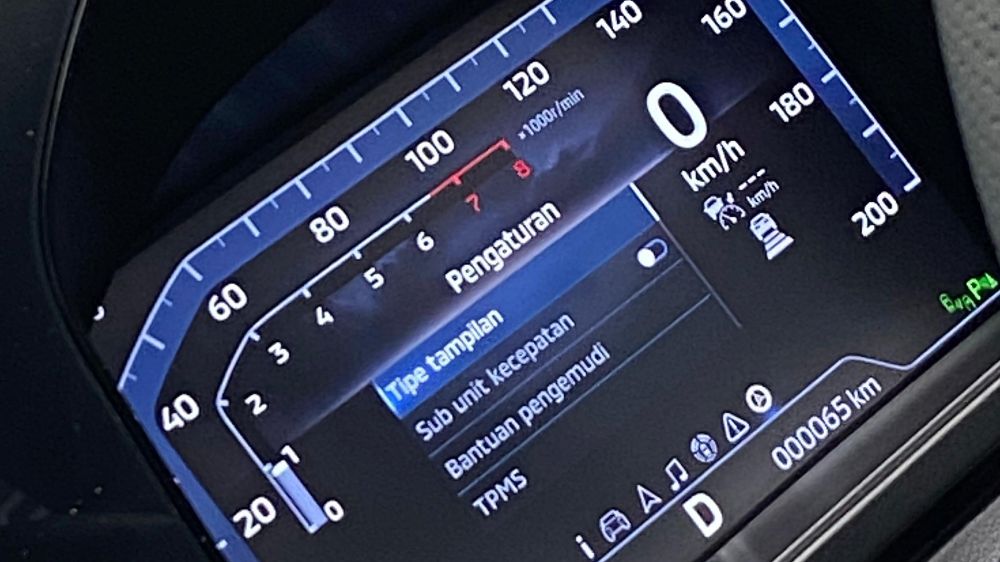 140
160
120
×1000r/min
0
180
100
km/h
8
7
---
km/h
80
6
Pengaturan
200
5
60
4
3
Tipe tampilan
Sub unit kecepatan
40
2
Bantuan pengemudi
P
1
TPMS
000065 km
20
0
i
D